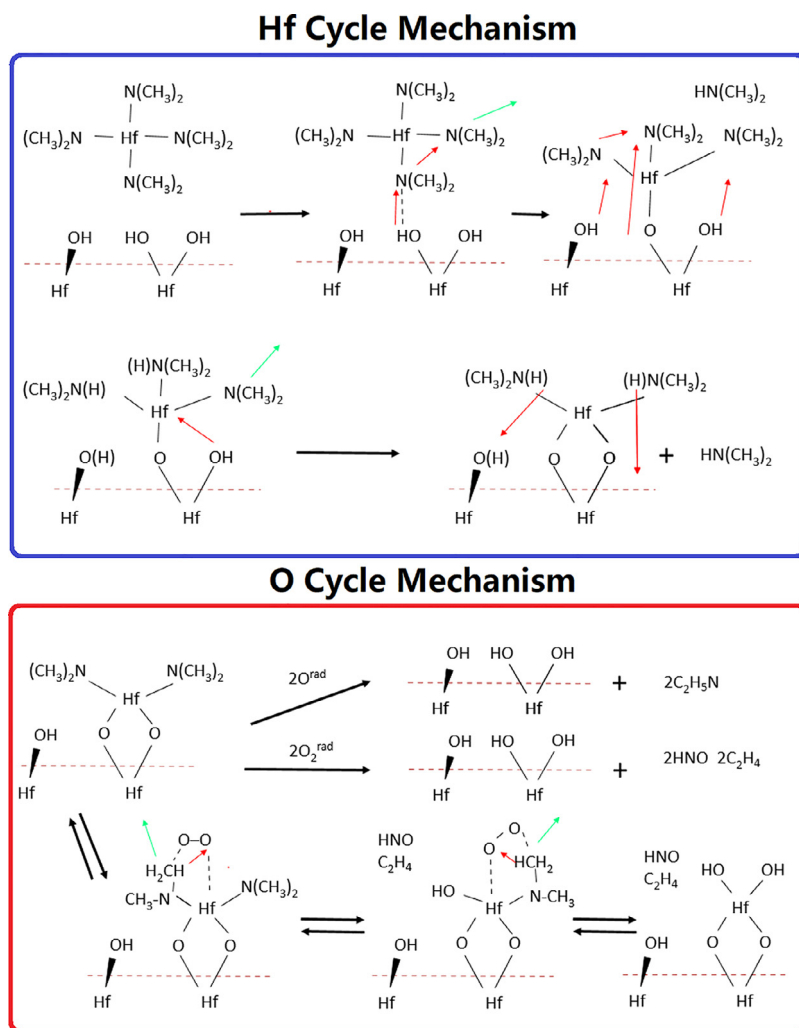 Hf Cycle Mechanism
N(CH₃)₂
(CH₃)₂N Hf N(CH₃)₂
N(CH₃)₂
OH HO OH
Hf Hf
N(CH₃)₂
(CH₃)₂N Hf N(CH₃)₂
N(CH₃)₂
OH HO OH
Hf Hf
HN(CH₃)₂
(CH₃)₂N N(CH₃)₂ N(CH₃)₂
Hf
OH O OH
Hf Hf
(H)N(CH₃)₂
(CH₃)₂N(H) N(CH₃)₂
Hf
O(H) O OH
Hf Hf
(CH₃)₂N(H) (H)N(CH₃)₂
Hf
O(H) O O + HN(CH₃)₂
Hf Hf
O Cycle Mechanism
(CH₃)₂N N(CH₃)₂
Hf
OH O O
Hf Hf
2Oʳᵃᵈ
OH HO OH
Hf Hf
+ 2C₂H₅N
2O₂ʳᵃᵈ
OH HO OH
Hf Hf
+ 2HNO 2C₂H₄
O–O
H₂CH
CH₃-N Hf N(CH₃)₂
OH O O
Hf Hf
HNO
C₂H₄
O O
HCH₂
HO Hf N-CH₃
OH O O
Hf Hf
HNO
C₂H₄
HO OH
Hf
OH O O
Hf Hf